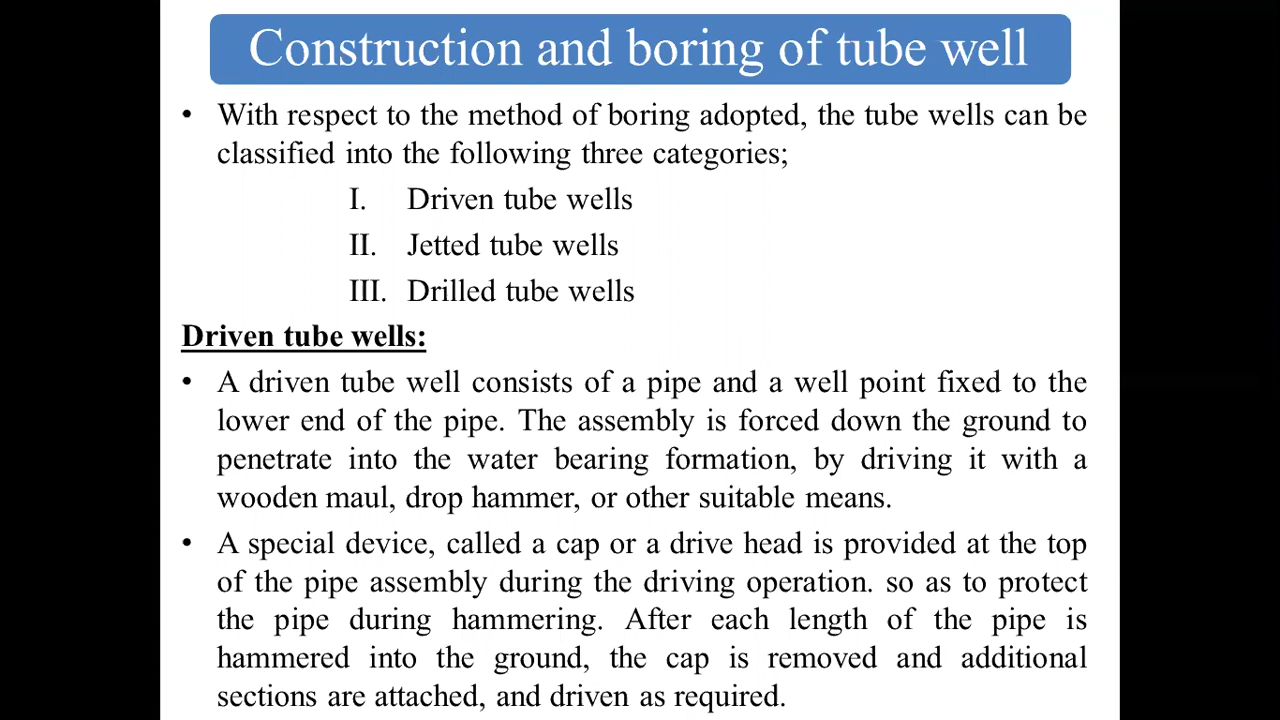 Construction and boring of tube well
• With respect to the method of boring adopted, the tube wells can be
classified into the following three categories;
I. Driven tube wells
II. Jetted tube wells
III. Drilled tube wells
Driven tube wells:
• A driven tube well consists of a pipe and a well point fixed to the
lower end of the pipe. The assembly is forced down the ground to
penetrate into the water bearing formation, by driving it with a
wooden maul, drop hammer, or other suitable means.
• A special device, called a cap or a drive head is provided at the top
of the pipe assembly during the driving operation. so as to protect
the pipe during hammering. After each length of the pipe is
hammered into the ground, the cap is removed and additional
sections are attached, and driven as required.